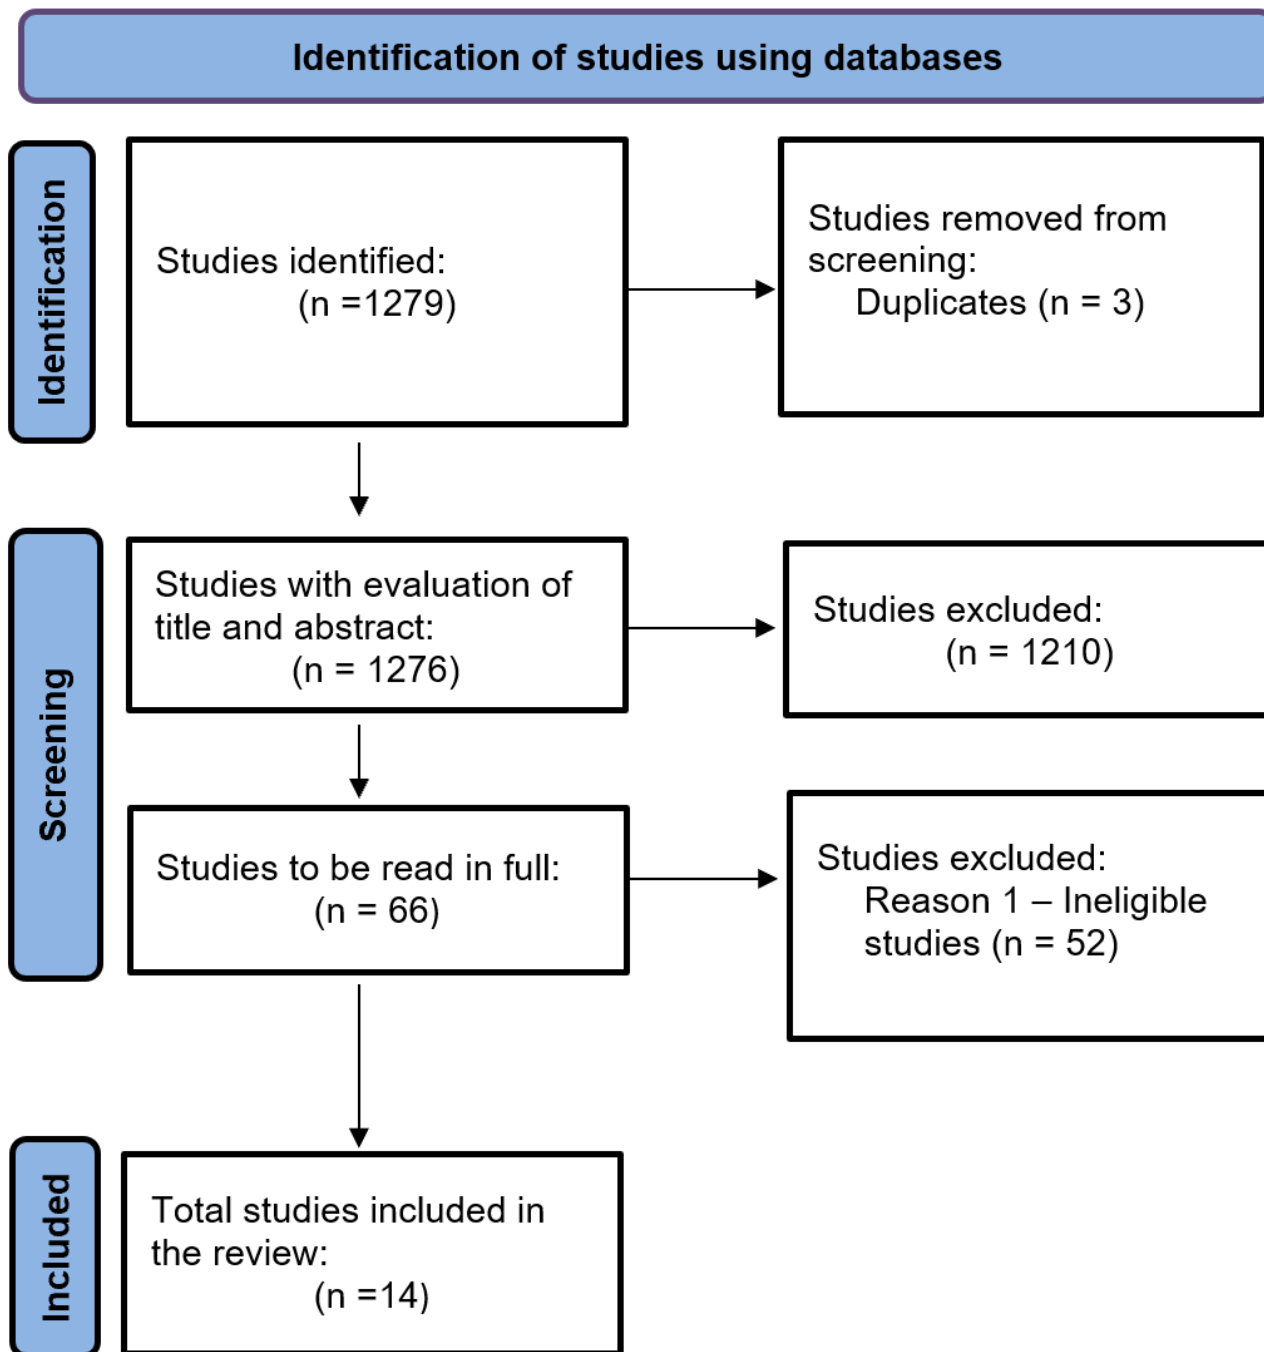 Identification of studies using databases
Identification
Studies identified:
(n =1279)
Studies removed from
screening:
Duplicates (n = 3)
Screening
Studies with evaluation of
title and abstract:
(n = 1276)
Studies excluded:
(n = 1210)
Studies to be read in full:
(n = 66)
Studies excluded:
Reason 1 – Ineligible
studies (n = 52)
Included
Total studies included in
the review:
(n =14)